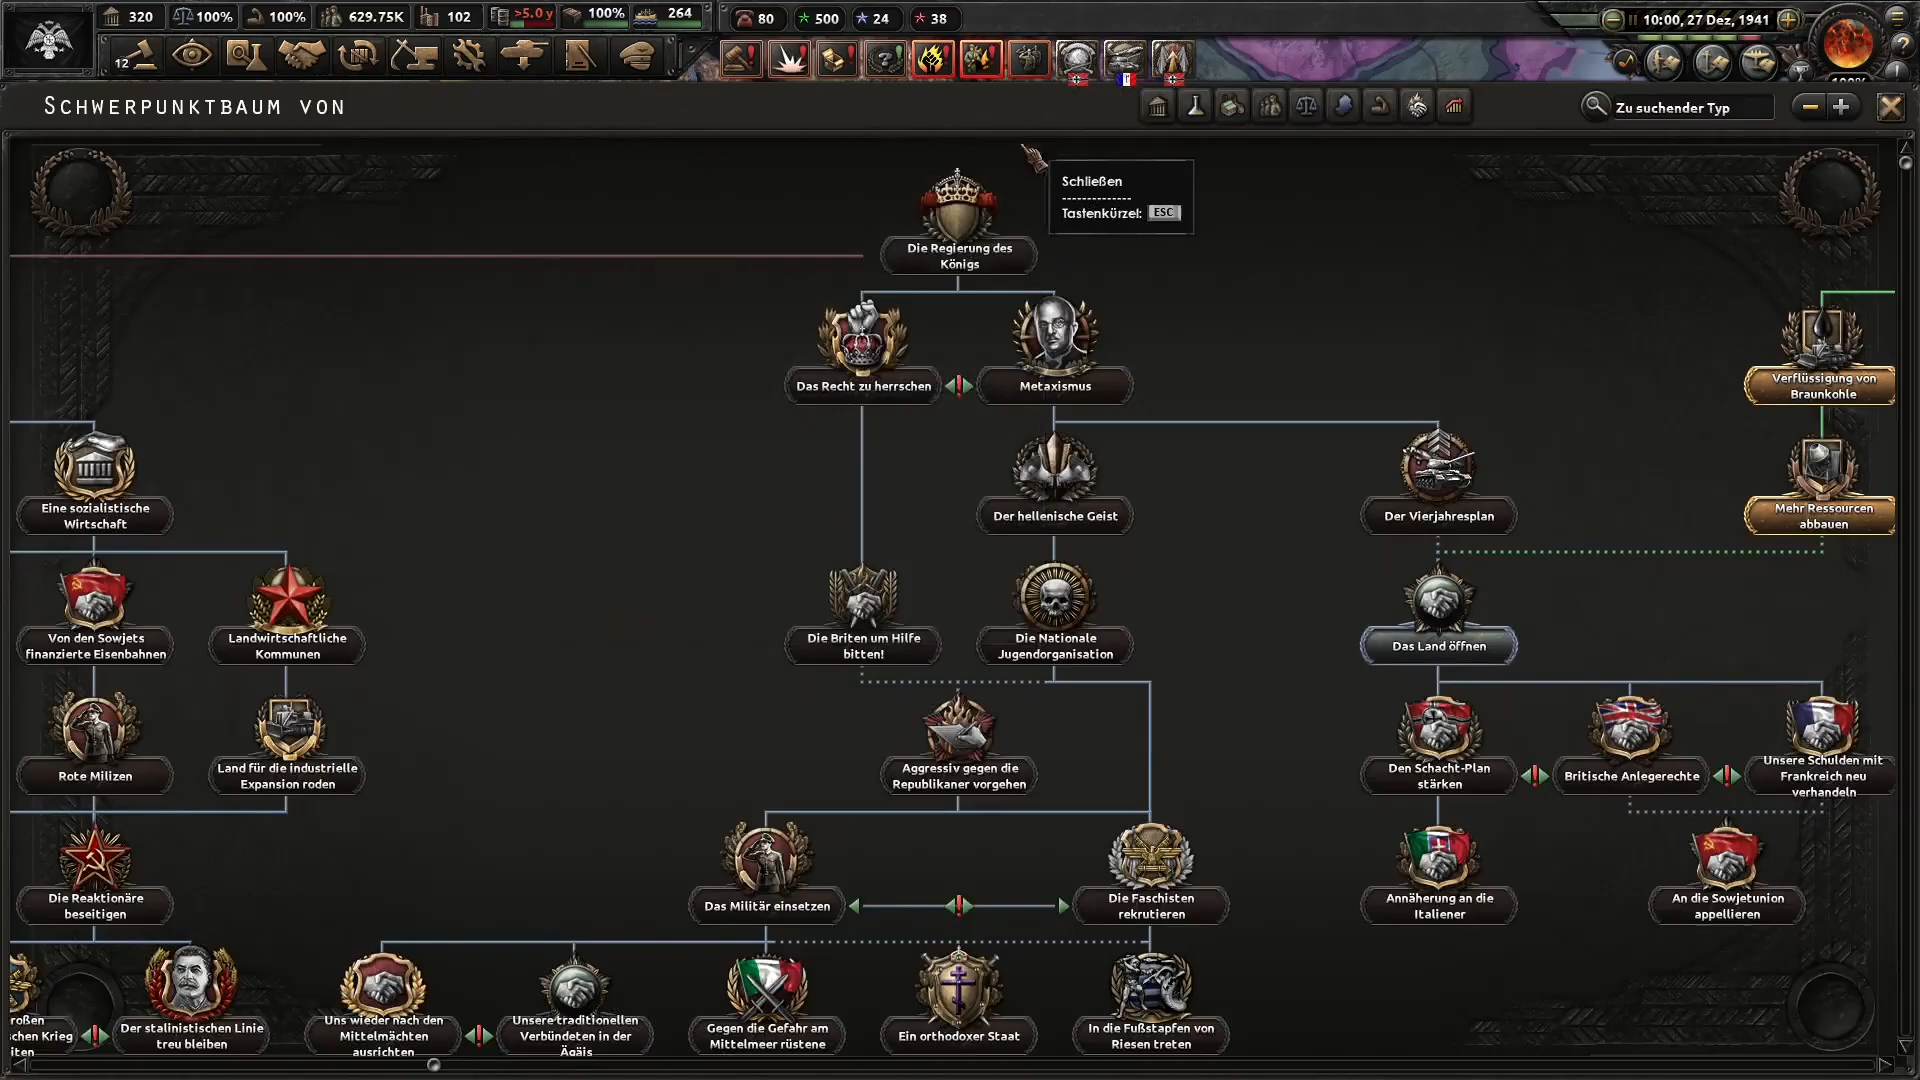 320
100%
100%
629.75K
102
>5.0 y
100%
264
80
500
24
38
10:00, 27 Dez, 1941
12
SCHWERPUNKTBAUM VON
Zu suchender Typ
Schließen
--------------
Tastenkürzel: ESC
Die Regierung des
Königs
Das Recht zu herrschen
Metaxismus
Verflüssigung von
Braunkohle
Eine sozialistische
Wirtschaft
Der hellenische Geist
Der Vierjahresplan
Mehr Ressourcen
abbauen
Von den Sowjets
finanzierte Eisenbahnen
Landwirtschaftliche
Kommunen
Die Briten um Hilfe
bitten!
Die Nationale
Jugendorganisation
Das Land öffnen
Rote Milizen
Land für die industrielle
Expansion roden
Aggressiv gegen die
Republikaner vorgehen
Den Schacht-Plan
stärken
Britische Anlegerechte
Unsere Schulden mit
Frankreich neu
verhandeln
Die Reaktionäre
beseitigen
Das Militär einsetzen
Die Faschisten
rekrutieren
Annäherung an die
Italiener
An die Sowjetunion
appellieren
roßen
schen Krieg
iten
Der stalinistischen Linie
treu bleiben
Uns wieder nach den
Mittelmächten
ausrichten
Unsere traditionellen
Verbündeten in der
Ägäis
Gegen die Gefahr am
Mittelmeer rüstene
Ein orthodoxer Staat
In die Fußstapfen von
Riesen treten